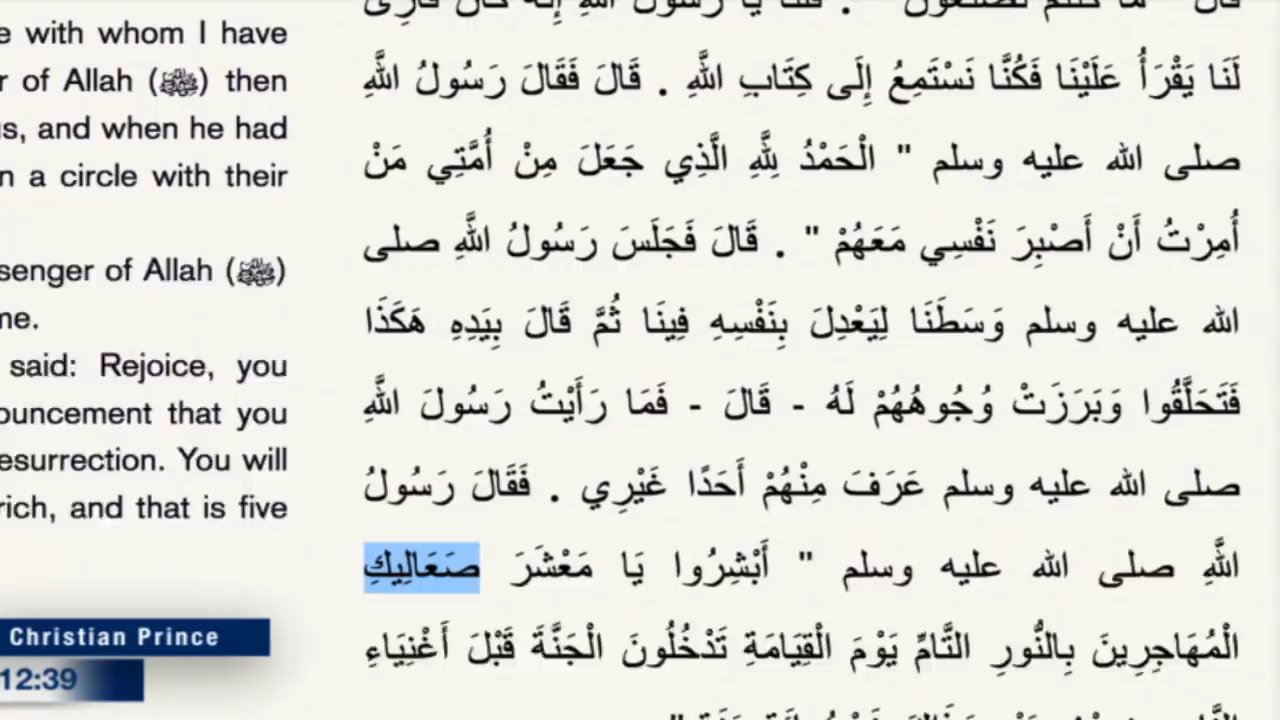 e with whom I have
r of Allah (ﷺ) then
us, and when he had
n a circle with their
senger of Allah (ﷺ)
me.
said: Rejoice, you
ouncement that you
esurrection. You will
rich, and that is five
لَنَا يَقْرَأُ عَلَيْنَا فَكُنَّا نَسْتَمِعُ إِلَى كِتَابِ اللَّهِ . قَالَ فَقَالَ رَسُولُ اللَّهِ
صلى الله عليه وسلم " الْحَمْدُ لِلَّهِ الَّذِي جَعَلَ مِنْ أُمَّتِي مَنْ
أُمِرْتُ أَنْ أَصْبِرَ نَفْسِي مَعَهُمْ " . قَالَ فَجَلَسَ رَسُولُ اللَّهِ صلى
الله عليه وسلم وَسَطَنَا لِيَعْدِلَ بِنَفْسِهِ فِينَا ثُمَّ قَالَ بِيَدِهِ هَكَذَا
فَتَحَلَّقُوا وَبَرَزَتْ وُجُوهُهُمْ لَهُ - قَالَ - فَمَا رَأَيْتُ رَسُولَ اللَّهِ
صلى الله عليه وسلم عَرَفَ مِنْهُمْ أَحَدًا غَيْرِي . فَقَالَ رَسُولُ
اللَّهِ صلى الله عليه وسلم " أَبْشِرُوا يَا مَعْشَرَ صَعَالِيكِ
الْمُهَاجِرِينَ بِالنُّورِ التَّامِّ يَوْمَ الْقِيَامَةِ تَدْخُلُونَ الْجَنَّةَ قَبْلَ أَغْنِيَاءِ
Christian Prince
12:39